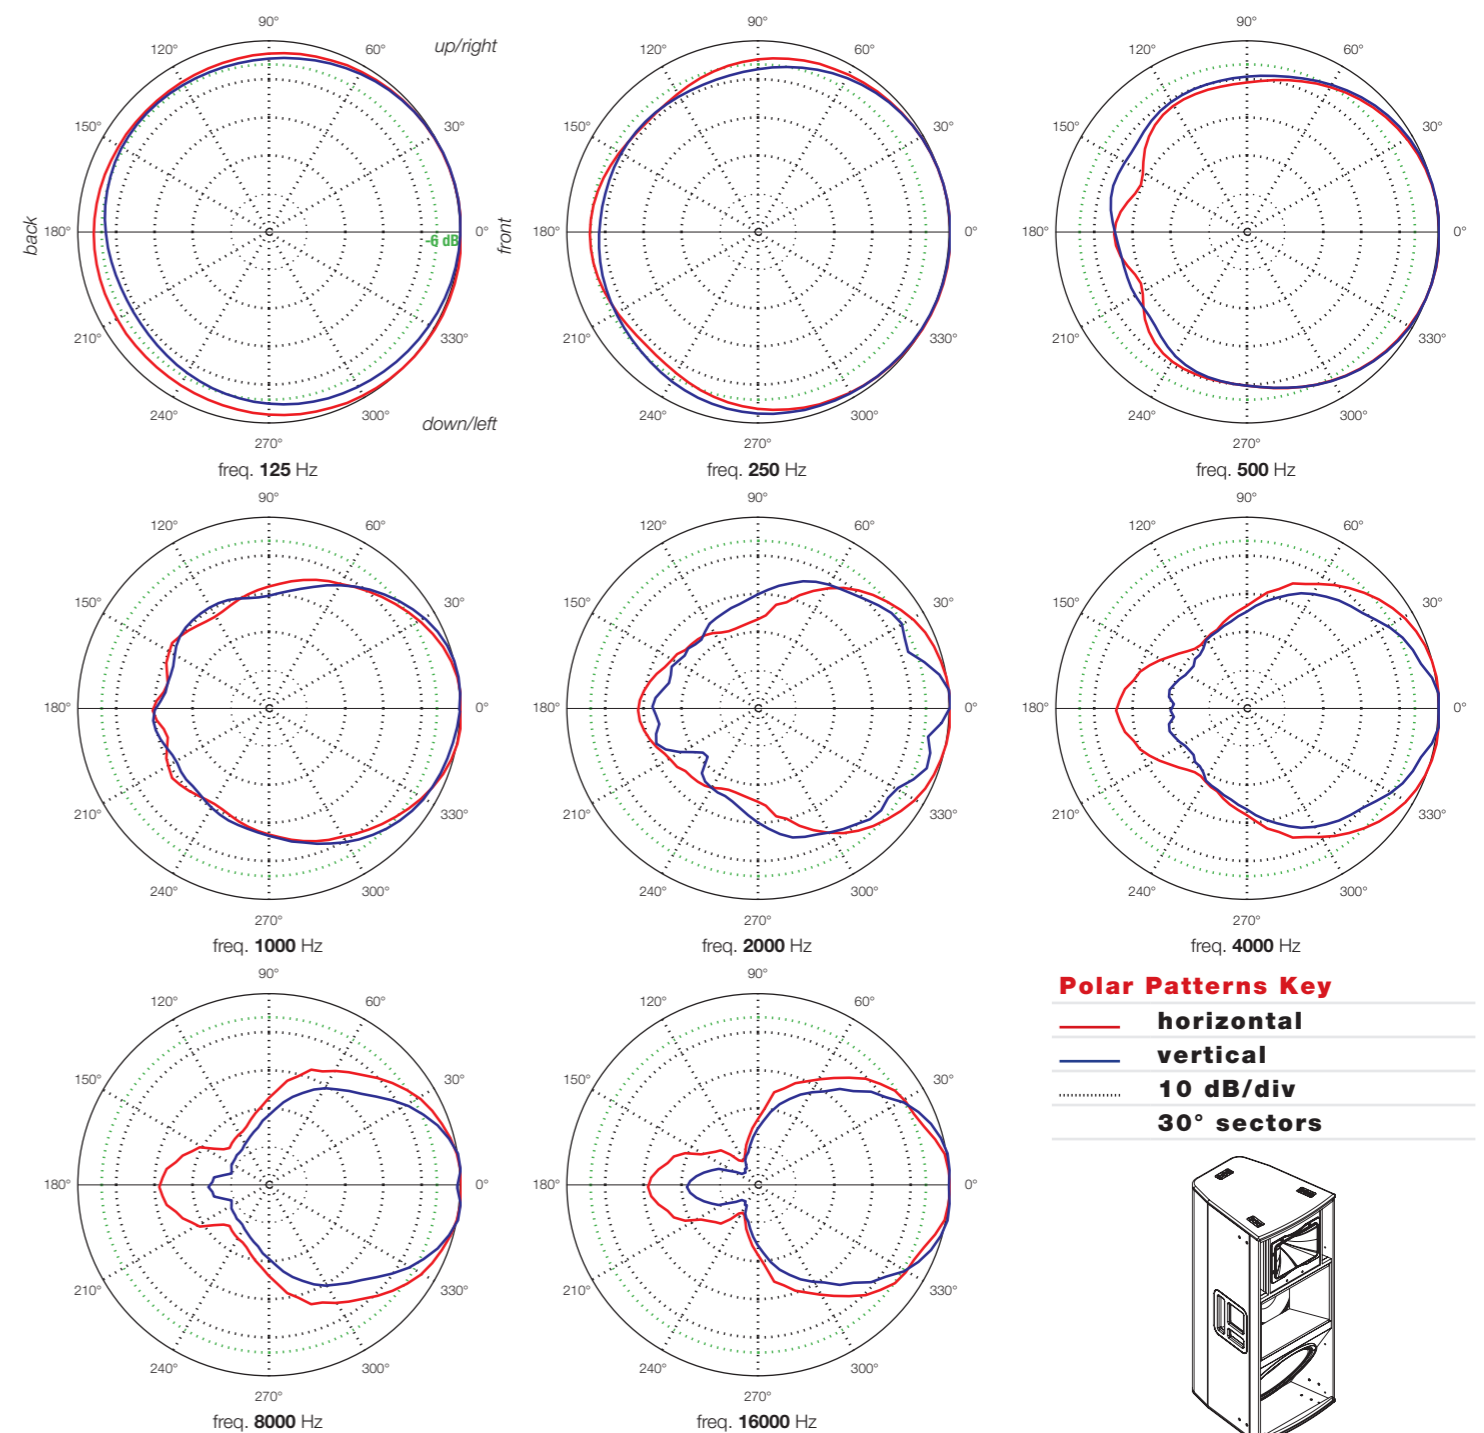 90° 90° 90°
120° 60° up/right 120° 60° 120° 60°
150° 30° 150° 30° 150° 30°
back 180° -6 dB 0° front 180° 0° 180° 0°
210° 330° 210° 330° 210° 330°
240° 300° down/left 240° 300° 240° 300°
270° 270° 270°
freq. 125 Hz freq. 250 Hz freq. 500 Hz
90° 90° 90°
120° 60° 120° 60° 120° 60°
150° 30° 150° 30° 150° 30°
180° 0° 180° 0° 180° 0°
210° 330° 210° 330° 210° 330°
240° 300° 240° 300° 240° 300°
270° 270° 270°
freq. 1000 Hz freq. 2000 Hz freq. 4000 Hz
90° 90°
120° 60° 120° 60°
150° 30° 150° 30°
180° 0° 180° 0°
210° 330° 210° 330°
240° 300° 240° 300°
270° 270°
freq. 8000 Hz freq. 16000 Hz
Polar Patterns Key
horizontal
vertical
10 dB/div
30° sectors